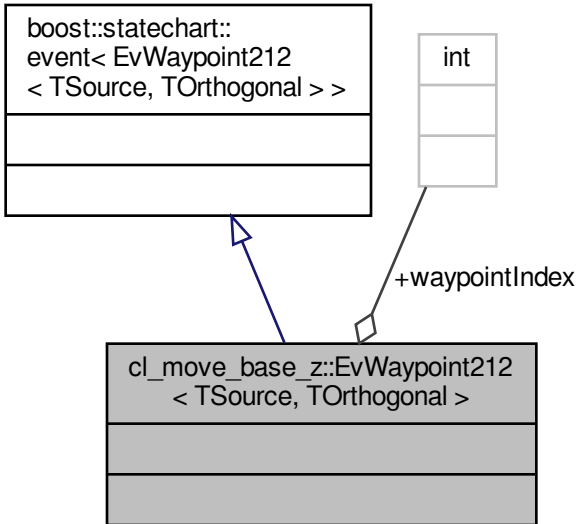 boost::statechart::
event< EvWaypoint212
< TSource, TOrthogonal > >
int
+waypointIndex
cl_move_base_z::EvWaypoint212
< TSource, TOrthogonal >